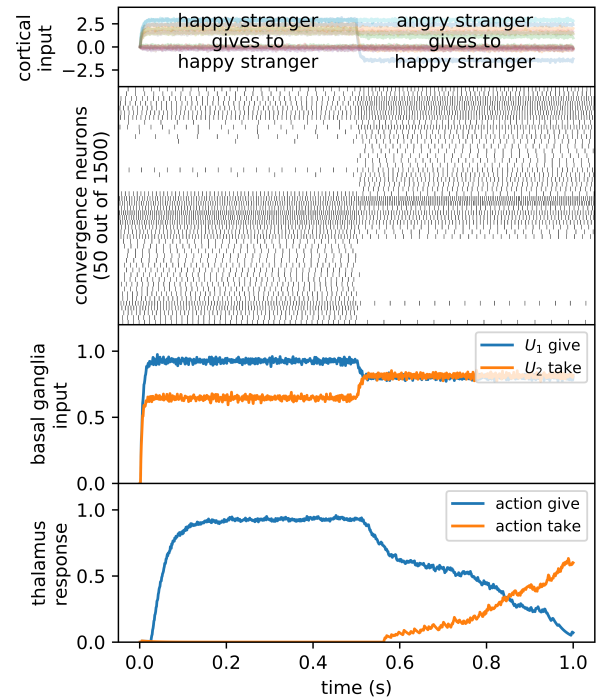 cortical
input
2.5
0.0
−2.5
happy stranger
gives to
happy stranger
angry stranger
gives to
happy stranger
convergence neurons
(50 out of 1500)
basal ganglia
input
1.0
0.5
0.0
U1 give
U2 take
thalamus
response
1.0
0.5
0.0
action give
action take
0.0 0.2 0.4 0.6 0.8 1.0
time (s)